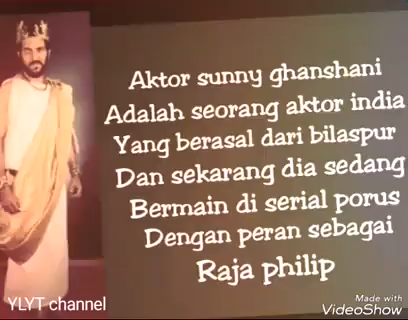 Aktor sunny ghanshani
Adalah seorang aktor india
Yang berasal dari bilaspur
Dan sekarang dia sedang
Bermain di serial porus
Dengan peran sebagai
Raja philip
YLYT channel
Made with
VideoShow